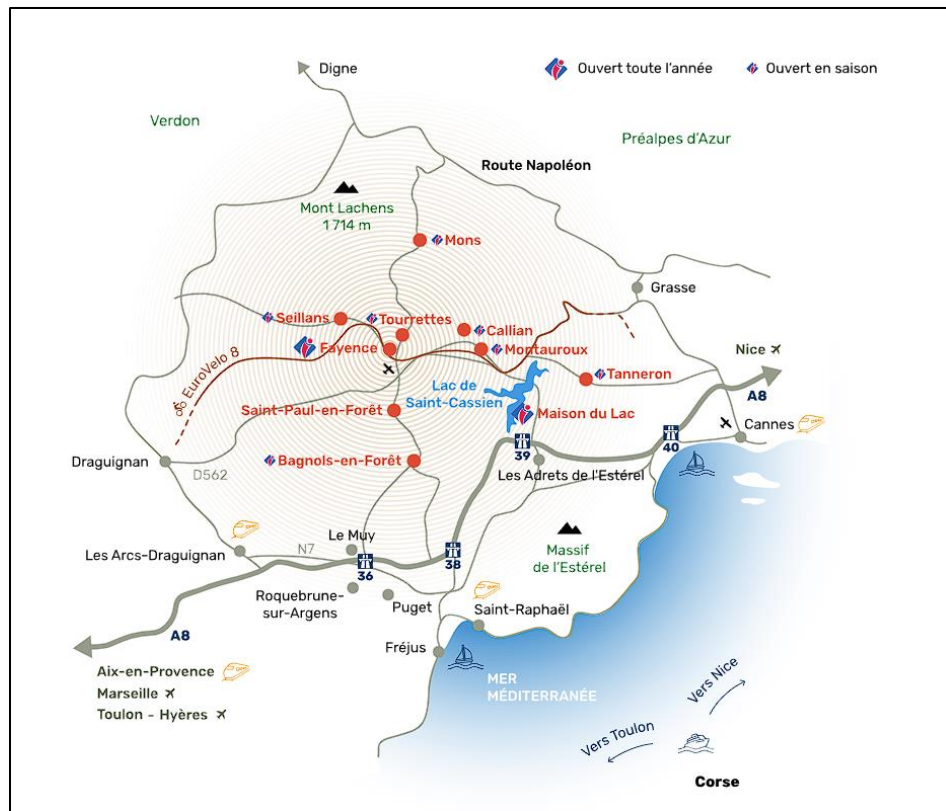 Ouvert toute l'année
Ouvert en saison
Digne
Verdon
Préalpes d'Azur
Route Napoléon
Mont Lachens
1 714 m
Mons
Grasse
Seillans
Tourrettes
Callian
Fayence
Montauroux
Nice
EuroVelo 8
Tanneron
Lac de
Saint-Cassien
A8
Saint-Paul-en-Forêt
Maison du Lac
Cannes
39
40
Draguignan
D562
Bagnols-en-Forêt
Les Adrets de l'Estérel
Le Muy
N7
Les Arcs-Draguignan
36
38
Massif
de l'Estérel
Roquebrune-
sur-Argens
Puget
Saint-Raphaël
A8
Fréjus
Aix-en-Provence
Marseille
Toulon - Hyères
MER
MÉDITERRANÉE
Vers Nice
Vers Toulon
Corse